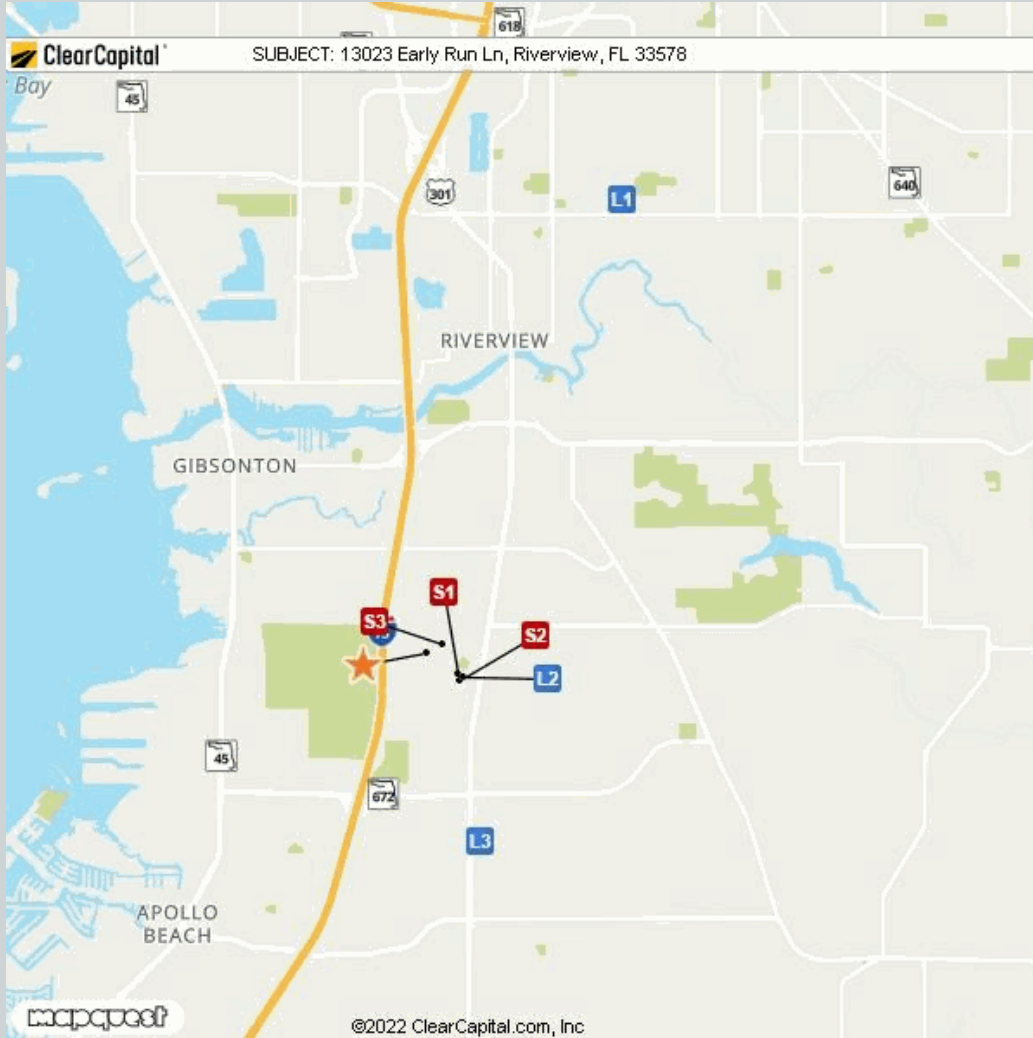 618
ClearCapital
SUBJECT: 13023 Early Run Ln, Riverview, FL 33578
Bay
45
640
301
L1
RIVERVIEW
GIBSONTON
S1
S3
S2
L2
45
672
L3
APOLLO
BEACH
mapquest
©2022 ClearCapital.com, Inc